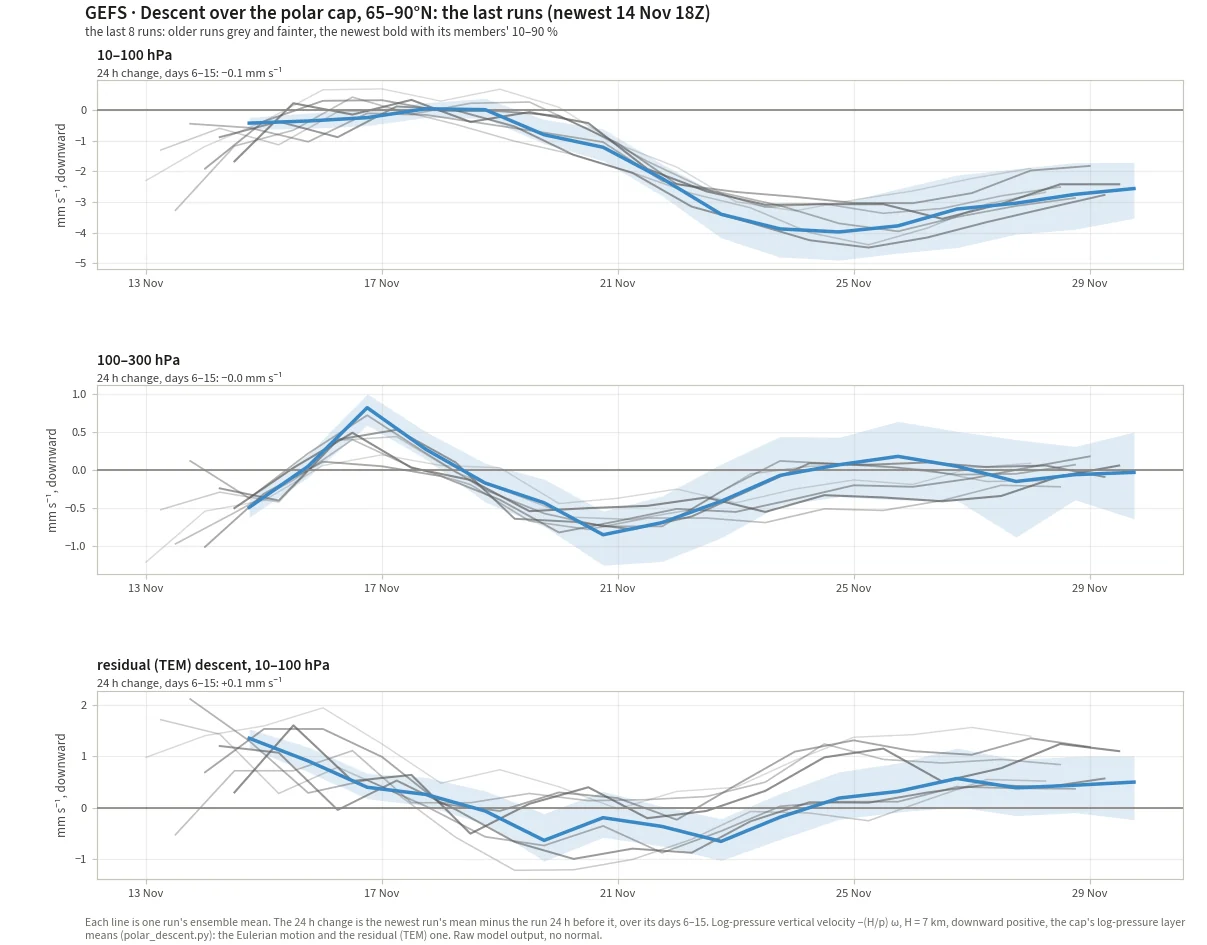 GEFS · Descent over the polar cap, 65–90°N: the last runs (newest 14 Nov 18Z)
the last 8 runs: older runs grey and fainter, the newest bold with its members' 10–90 %
10–100 hPa
24 h change, days 6–15: −0.1 mm s⁻¹
mm s⁻¹, downward
0
−1
−2
−3
−4
−5
13 Nov 17 Nov 21 Nov 25 Nov 29 Nov
100–300 hPa
24 h change, days 6–15: −0.0 mm s⁻¹
mm s⁻¹, downward
1.0
0.5
0.0
−0.5
−1.0
13 Nov 17 Nov 21 Nov 25 Nov 29 Nov
residual (TEM) descent, 10–100 hPa
24 h change, days 6–15: +0.1 mm s⁻¹
mm s⁻¹, downward
2
1
0
−1
13 Nov 17 Nov 21 Nov 25 Nov 29 Nov
Each line is one run's ensemble mean. The 24 h change is the newest run's mean minus the run 24 h before it, over its days 6–15. Log-pressure vertical velocity −(H/p) ω, H = 7 km, downward positive, the cap's log-pressure layer
means (polar_descent.py): the Eulerian motion and the residual (TEM) one. Raw model output, no normal.